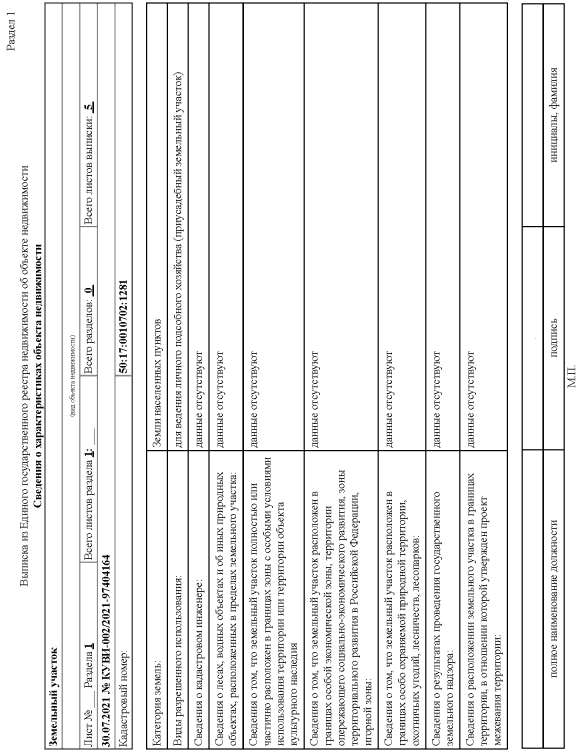 Раздел 1
Выписка из Единого государственного реестра недвижимости об объекте недвижимости
Сведения о характеристиках объекта недвижимости
Земельный участок
(вид объекта недвижимости)
Лист № Раздела 1 Всего листов раздела 1: ___ Всего разделов: 0 Всего листов выписки: 5
30.07.2021 № КУВИ-002/2021-97404164
Кадастровый номер: 50:17:0010702:1281
Категория земель: Земли населенных пунктов
Виды разрешенного использования: для ведения личного подсобного хозяйства (приусадебный земельный участок)
Сведения о кадастровом инженере: данные отсутствуют
Сведения о лесах, водных объектах и об иных природных
объектах, расположенных в пределах земельного участка:
данные отсутствуют
Сведения о том, что земельный участок полностью или
частично расположен в границах зоны с особыми условиями
использования территории или территории объекта
культурного наследия
данные отсутствуют
Сведения о том, что земельный участок расположен в
границах особой экономической зоны, территории
опережающего социально-экономического развития, зоны
территориального развития в Российской Федерации,
игорной зоны:
данные отсутствуют
Сведения о том, что земельный участок расположен в
границах особо охраняемой природной территории,
охотничьих угодий, лесничеств, лесопарков:
данные отсутствуют
Сведения о результатах проведения государственного
земельного надзора:
данные отсутствуют
Сведения о расположении земельного участка в границах
территории, в отношении которой утвержден проект
межевания территории:
данные отсутствуют
полное наименование должности подпись инициалы, фамилия
М.П.